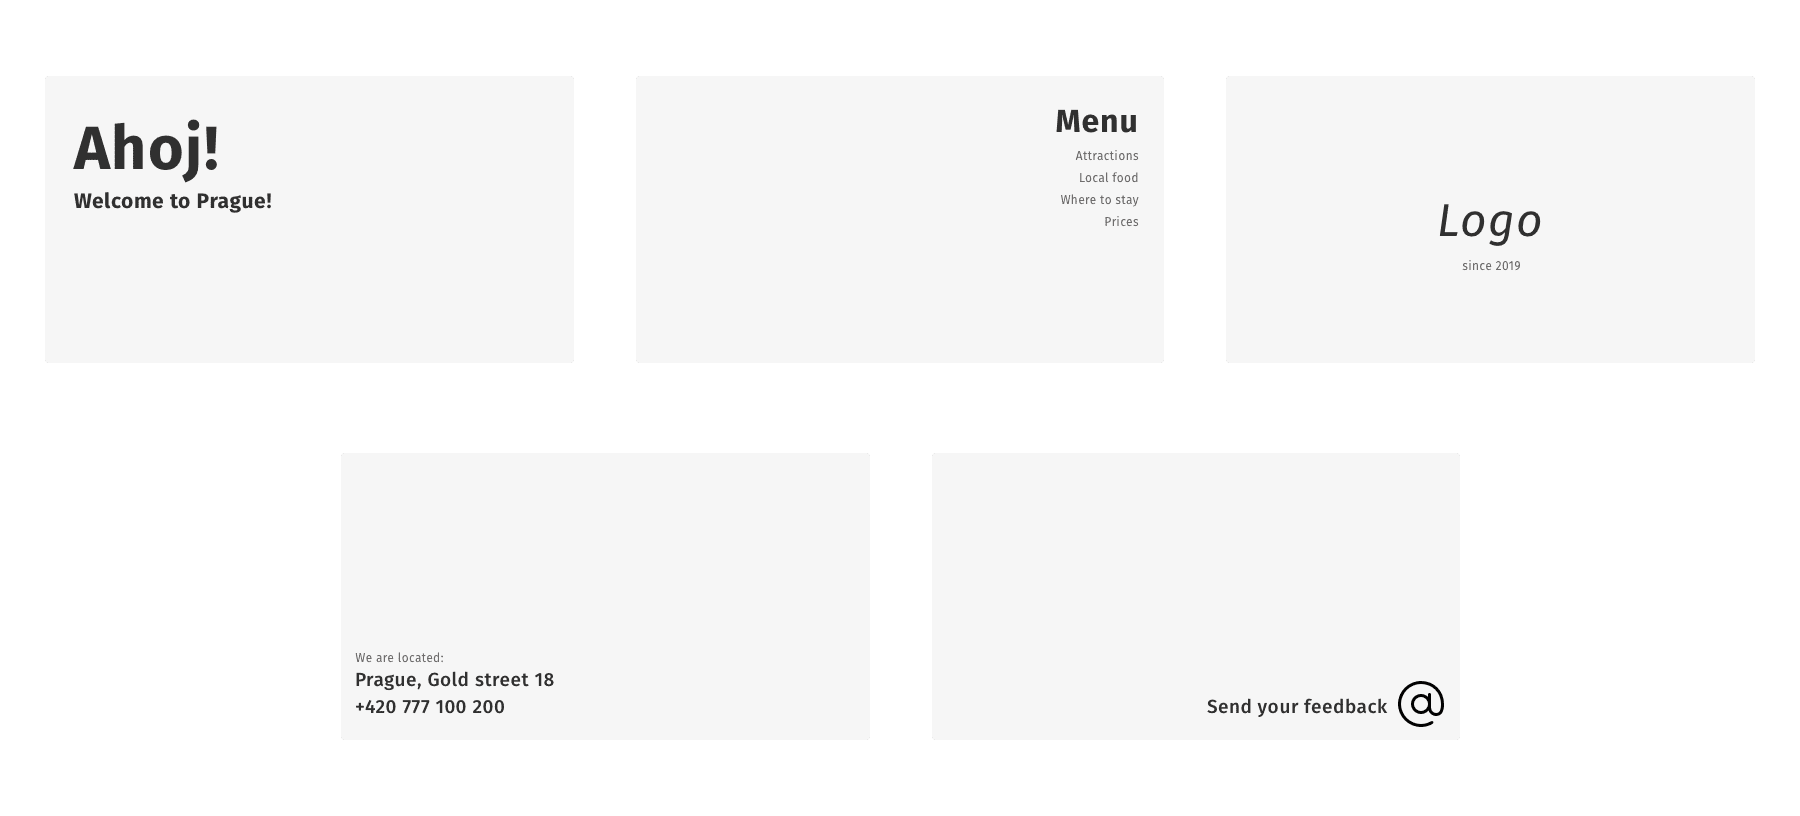 Ahoj!
Welcome to Prague!
Menu
Attractions
Local food
Where to stay
Prices
Logo
since 2019
We are located:
Prague, Gold street 18
+420 777 100 200
Send your feedback @